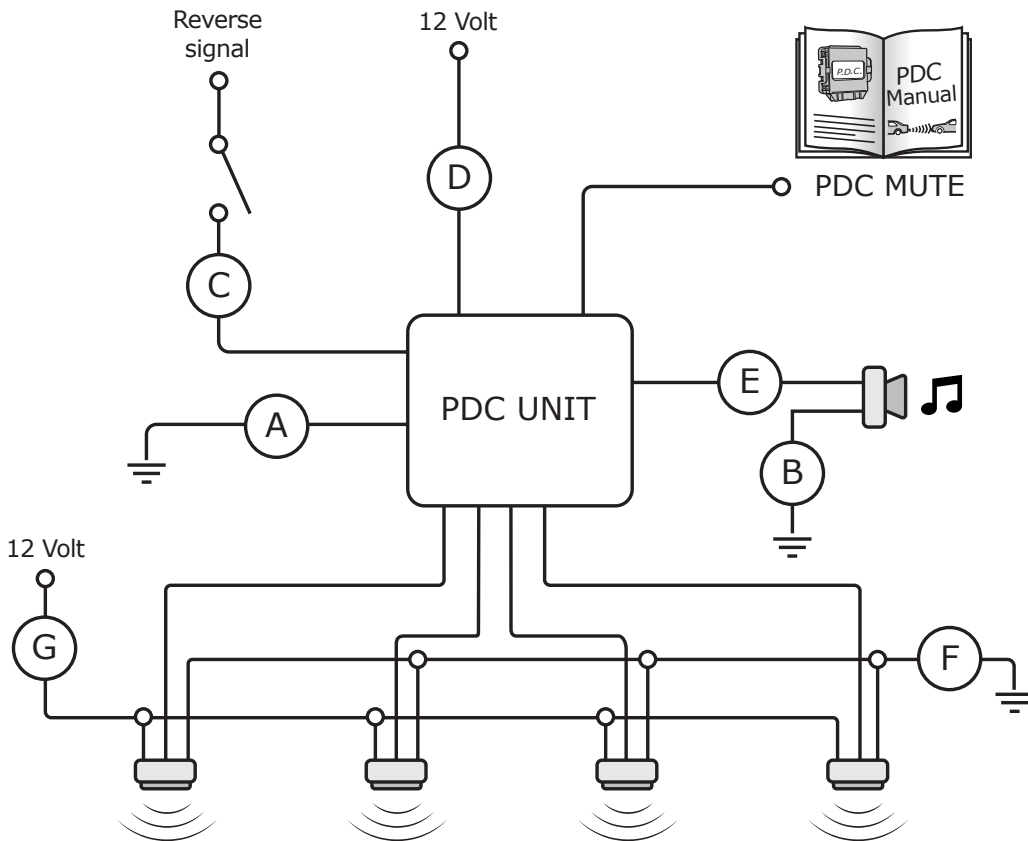 Reverse
signal
12 Volt
P.D.C.
PDC
Manual
PDC MUTE
D
C
PDC UNIT
E
A
B
12 Volt
G
F